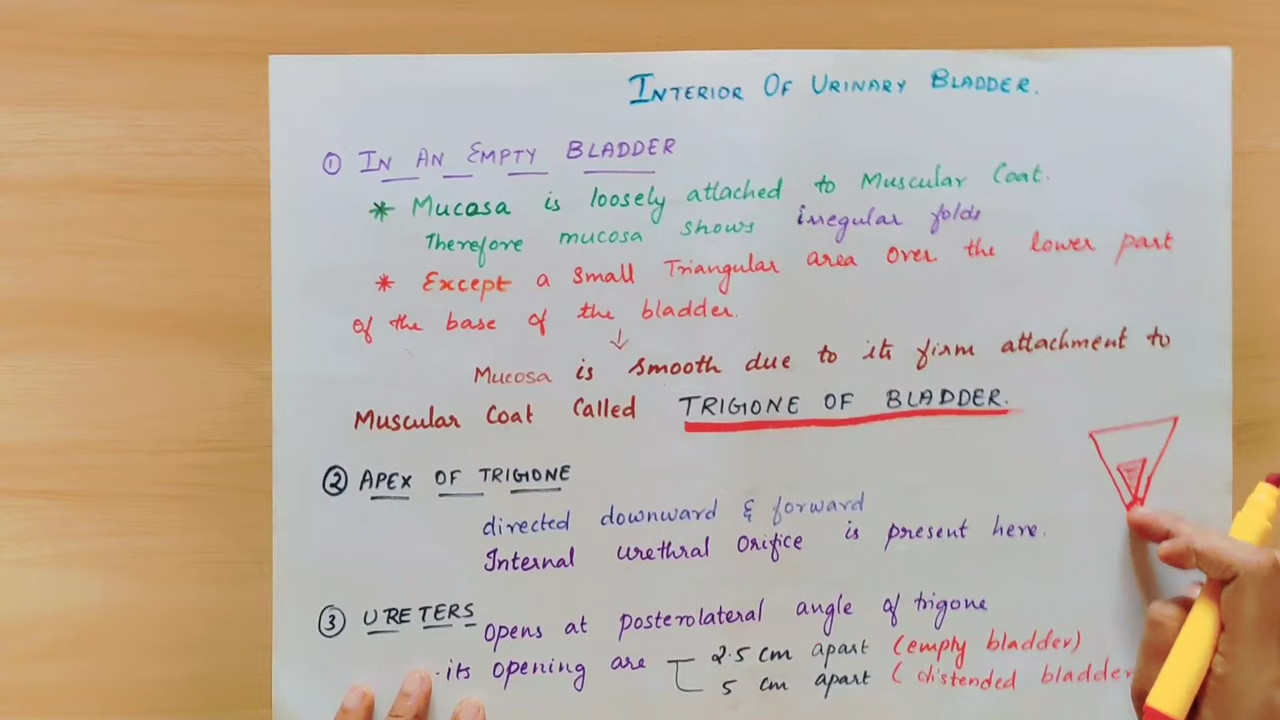 INTERIOR OF URINARY BLADDER.
① IN AN EMPTY BLADDER
* Mucosa is loosely attached to Muscular Coat.
Therefore mucosa shows irregular folds
* Except a small Triangular area over the lower part
of the base of the bladder.
↓
Mucosa is smooth due to its firm attachment to
Muscular Coat Called TRIGONE OF BLADDER.
② APEX OF TRIGONE
directed downward & forward
Internal urethral Orifice is present here.
③ URETERS
Opens at posterolateral angle of trigone
its opening are 2.5 cm apart (empty bladder)
5 cm apart (distended bladder